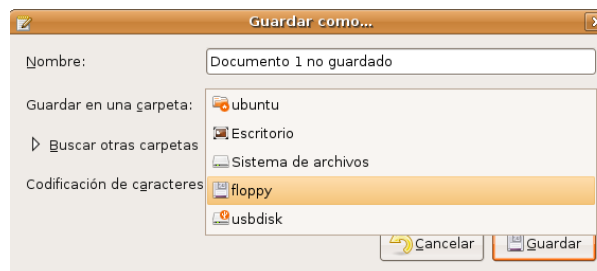 Guardar como...
Nombre:
Documento 1 no guardado
Guardar en una carpeta:
ubuntu
Buscar otras carpetas
Escritorio
Sistema de archivos
Codificación de caracteres
floppy
usbdisk
Cancelar
Guardar